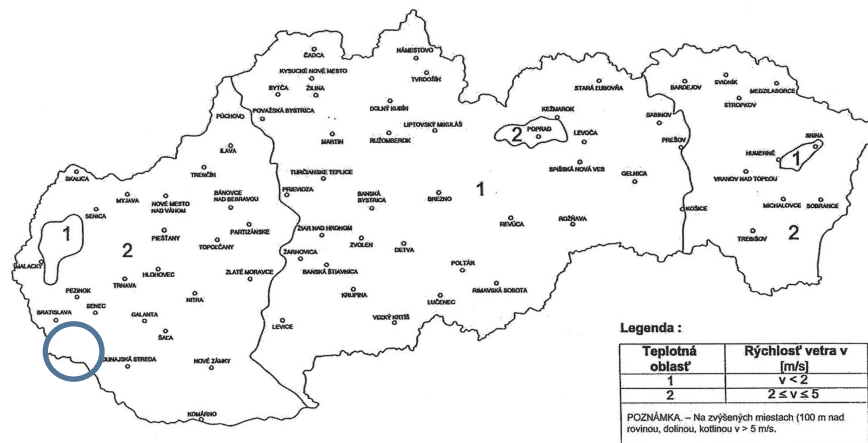 ČADCA
NÁMESTOVO
TVRDOŠÍN
KYSUCKÉ NOVÉ MESTO
BYTČA
ŽILINA
STARÁ ĽUBOVŇA
BARDEJOV
SVIDNÍK
MEDZILABORCE
STROPKOV
DOLNÝ KUBÍN
KEŽMAROK
PÚCHOV
POVAŽSKÁ BYSTRICA
LIPTOVSKÝ MIKULÁŠ
SABINOV
MARTIN
RUŽOMBEROK
2
POPRAD
LEVOČA
PREŠOV
SNINA
ILAVA
HUMENNÉ
1
TRENČÍN
SPIŠSKÁ NOVÁ VES
SKALICA
TURČIANSKE TEPLICE
GELNICA
VRANOV NAD TOPĽOU
MYJAVA
NOVÉ MESTO
NAD VÁHOM
BÁNOVCE
NAD BEBRAVOU
PRIEVIDZA
BANSKÁ
BYSTRICA
BREZNO
1
MICHALOVCE
SOBRANCE
SENICA
KOŠICE
1
2
PIEŠŤANY
PARTIZÁNSKE
ŽIAR NAD HRONOM
REVÚCA
ROŽŇAVA
TREBIŠOV
2
TOPOĽČANY
ZVOLEN
DETVA
MALACKY
ŽARNOVICA
BANSKÁ ŠTIAVNICA
POLTÁR
HLOHOVEC
ZLATÉ MORAVCE
TRNAVA
PEZINOK
NITRA
KRUPINA
LUČENEC
RIMAVSKÁ SOBOTA
BRATISLAVA
SENEC
GALANTA
LEVICE
VEĽKÝ KRTÍŠ
ŠAĽA
DUNAJSKÁ STREDA
NOVÉ ZÁMKY
KOMÁRNO
Legenda :
Teplotná oblasť
Rýchlosť vetra v [m/s]
1 v < 2
2 2 ≤ v ≤ 5
POZNÁMKA. – Na zvýšených miestach (100 m nad
rovinou, dolinou, kotlinou v > 5 m/s.